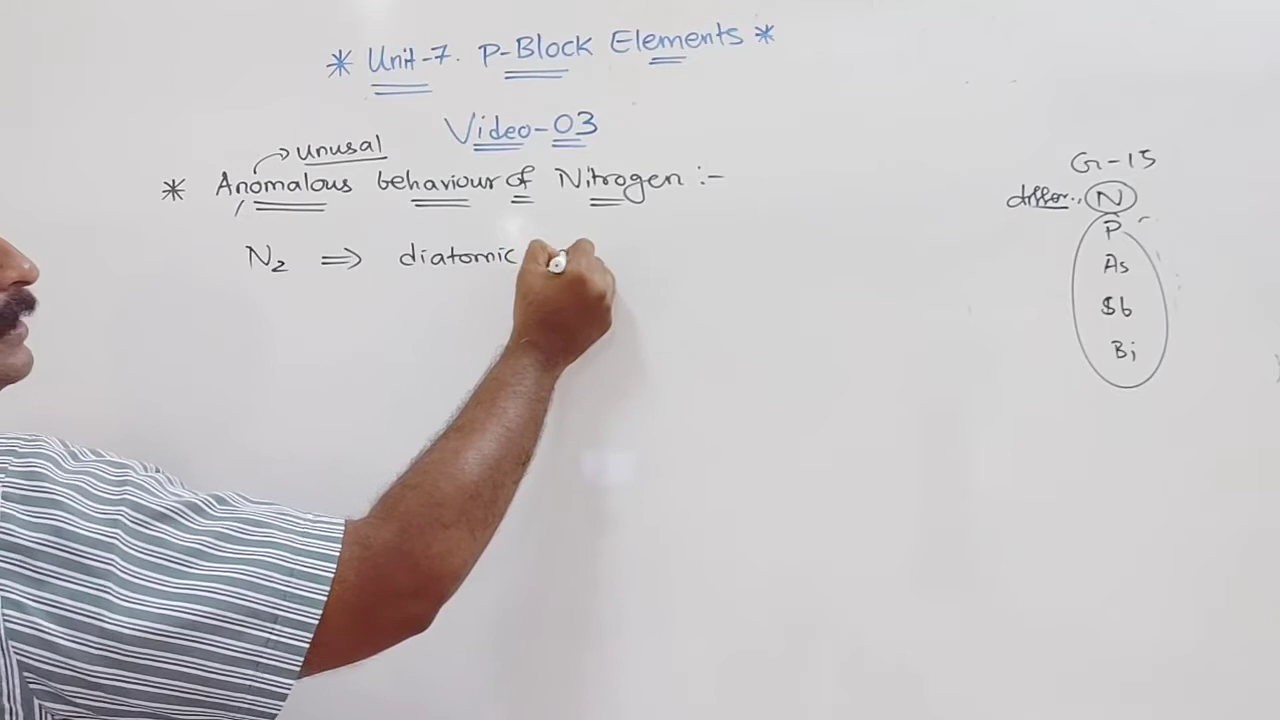 * Unit-7. P-Block Elements *
Video-03
unusal
* Anomalous behaviour of Nitrogen :-
N₂ ⇒ diatomic
G-15
differ.. N
P
As
Sb
Bi